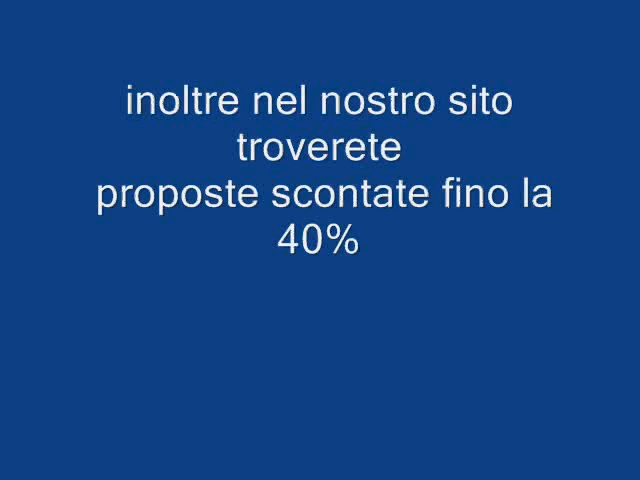 inoltre nel nostro sito
troverete
proposte scontate fino la
40%